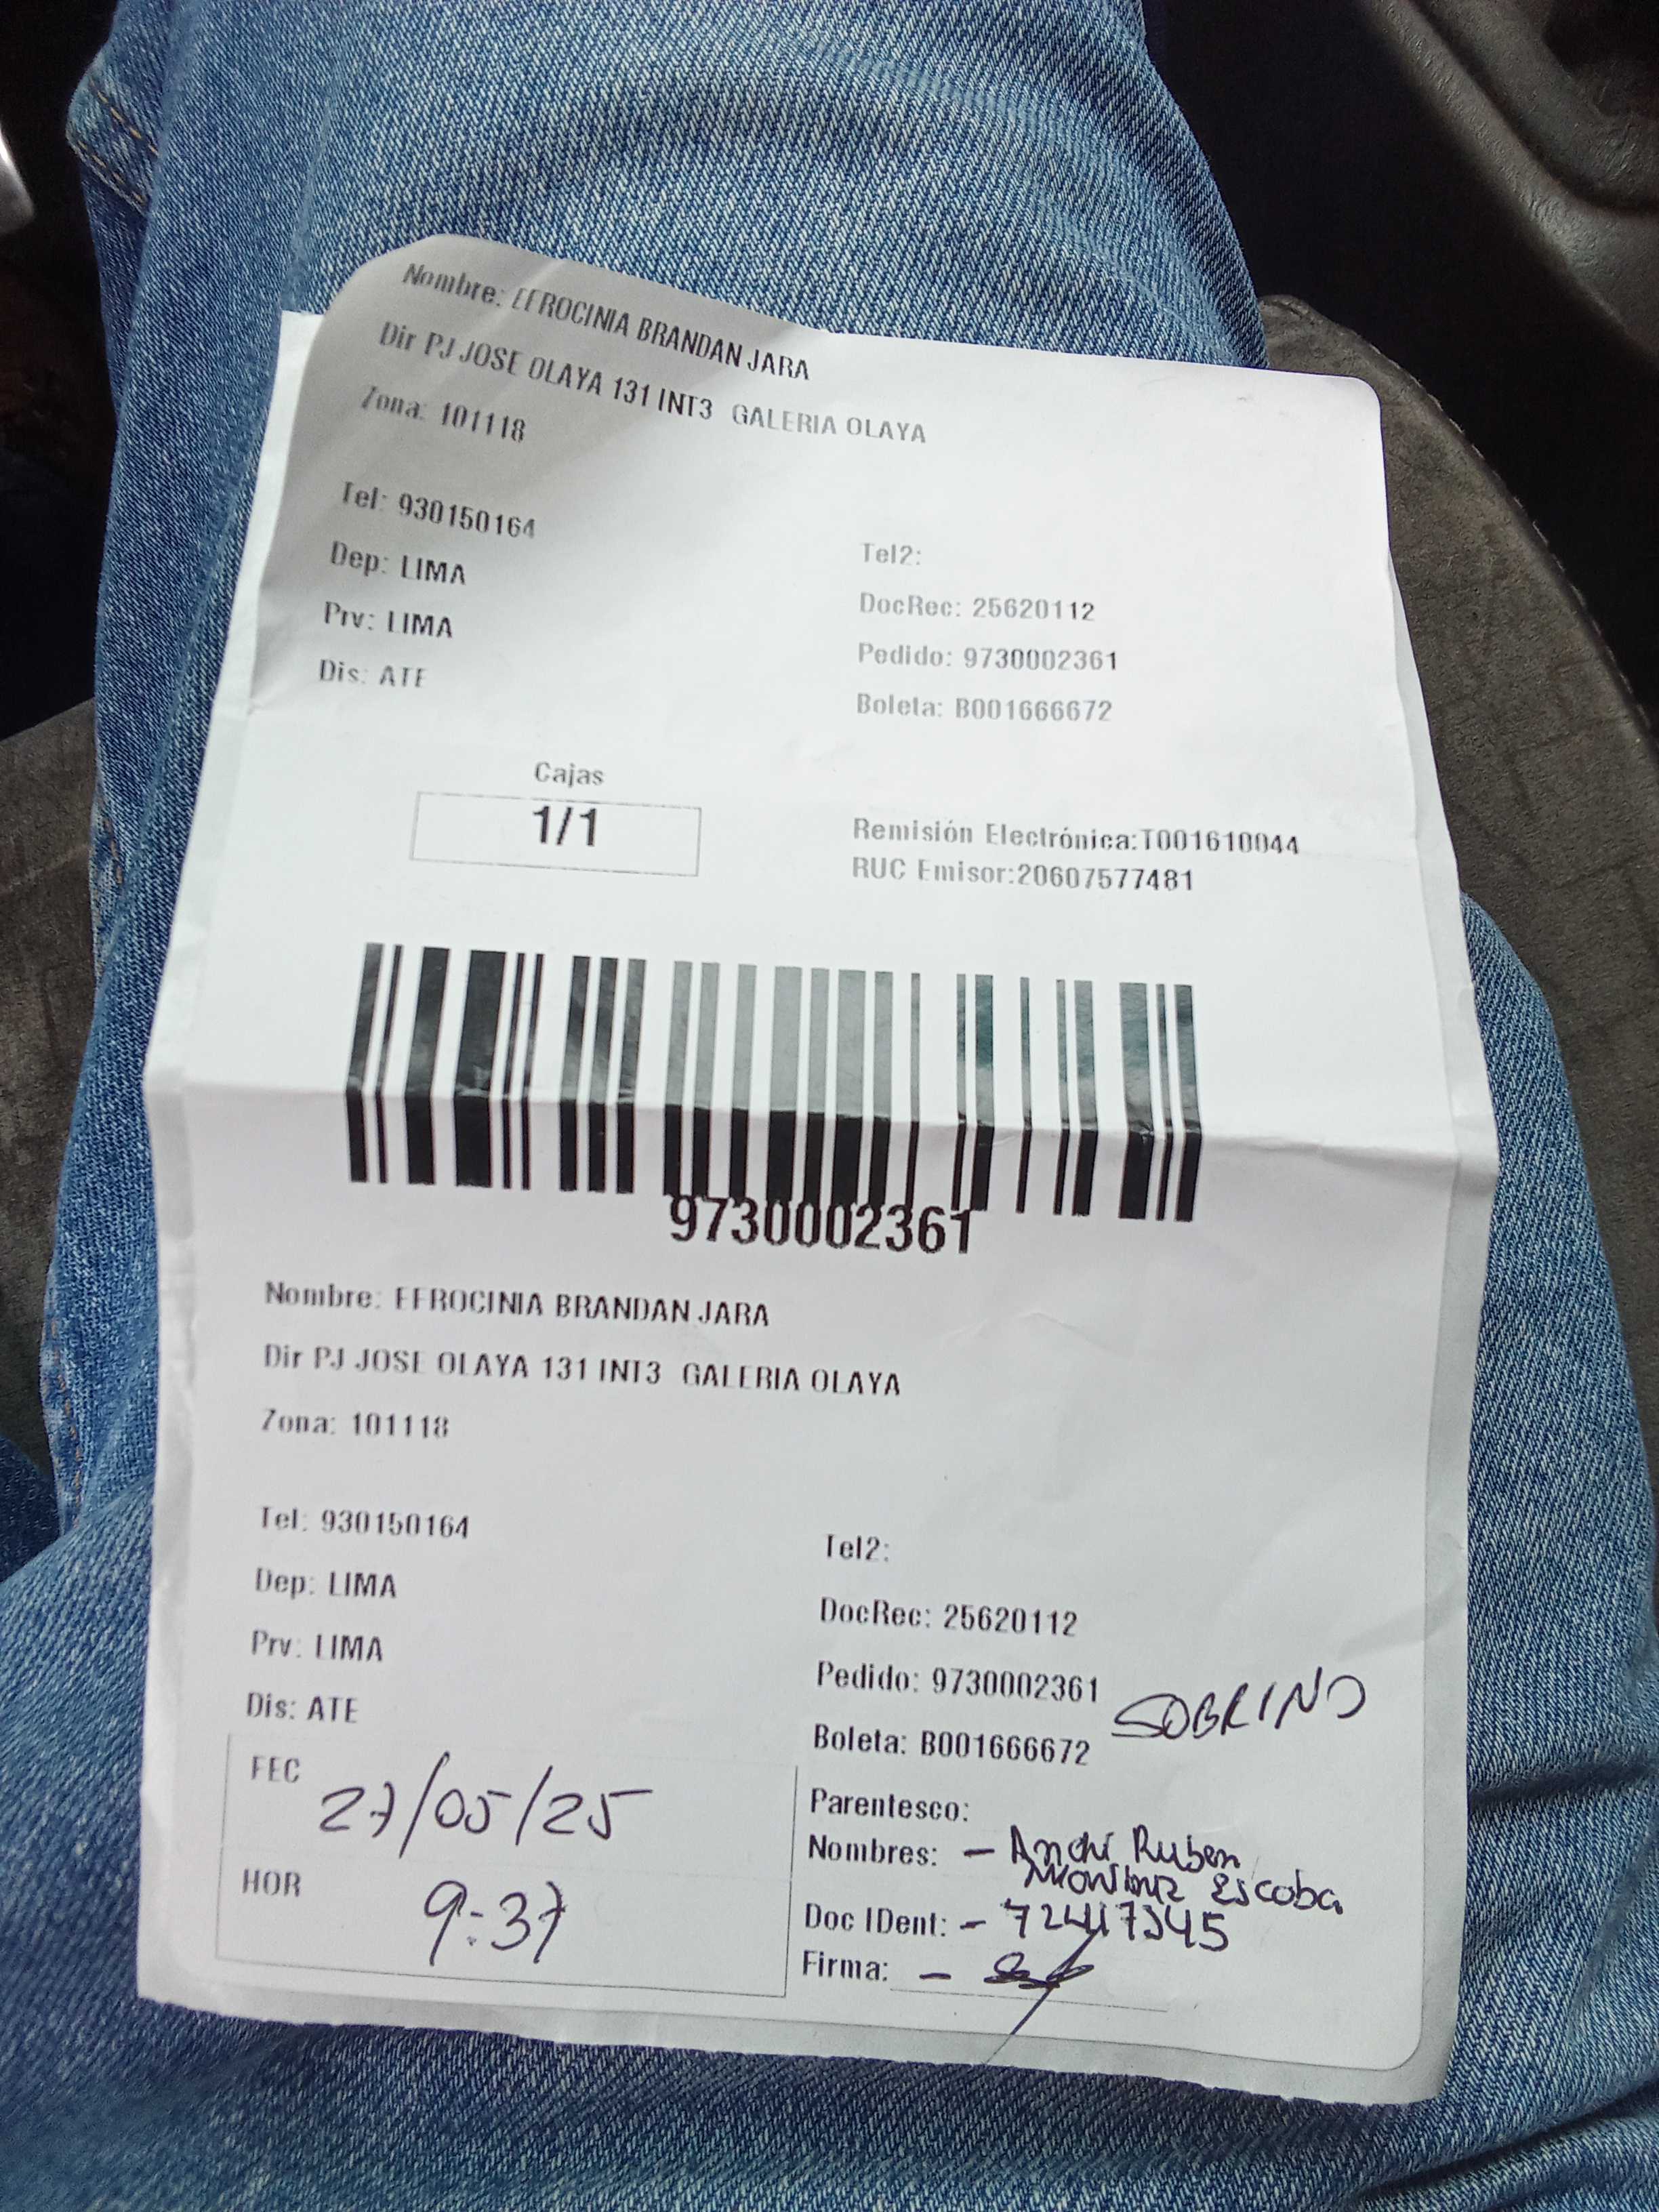 Nombre: EFROCINIA BRANDAN JARA
Dir PJ JOSE OLAYA 131 INT3 GALERIA OLAYA
Zona: 101118
Tel: 930150164
Tel2:
Dep: LIMA
DocRec: 25620112
Prv: LIMA
Pedido: 9730002361
Dis: ATE
Boleta: B001666672
Cajas
1/1
Remisión Electrónica:T001610044
RUC Emisor:20607577481
9730002361
Nombre: EFROCINIA BRANDAN JARA
Dir PJ JOSE OLAYA 131 INT3 GALERIA OLAYA
Zona: 101118
Tel: 930150164
Tel2:
Dep: LIMA
DocRec: 25620112
Prv: LIMA
Pedido: 9730002361
SOBRINO
Dis: ATE
Boleta: B001666672
FEC 27/05/25
Parentesco:
Nombres: - Andi Ruben
Escoba
HOR 9:37
Doc IDent: -
Firma: -